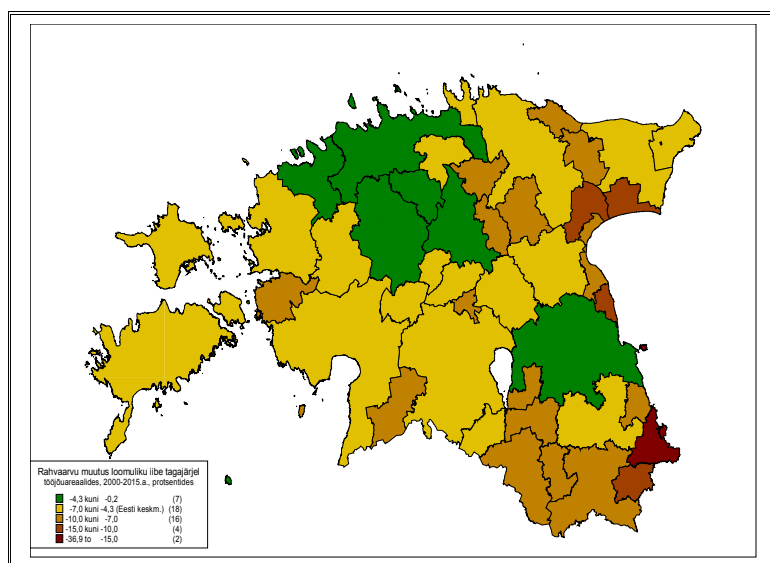 Rahvaarvu muutus loomuliku iibe tagajärjel
tööjõuareaalides, 2000-2015.a., protsentides
-4,3 kuni -0,2 (7)
-7,0 kuni -4,3 (Eesti keskm.) (18)
-10,0 kuni -7,0 (16)
-15,0 kuni -10,0 (4)
-36,9 to -15,0 (2)